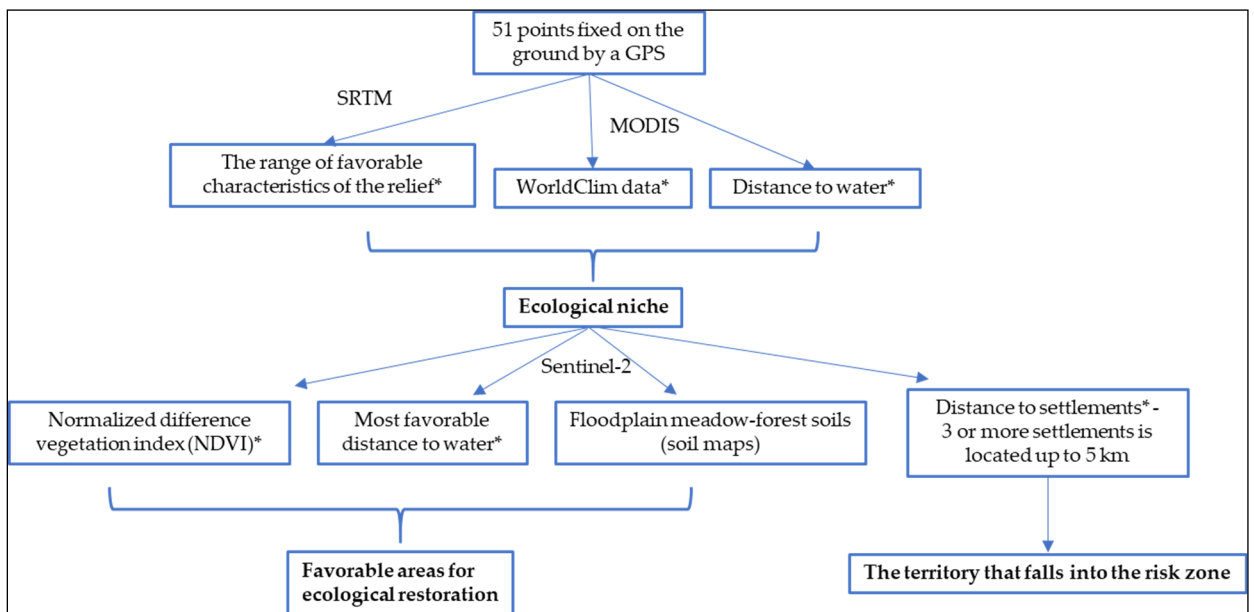 51 points fixed on the
ground by a GPS
SRTM
MODIS
The range of favorable
characteristics of the relief*
WorldClim data*
Distance to water*
Ecological niche
Sentinel-2
Normalized difference
vegetation index (NDVI)*
Most favorable
distance to water*
Floodplain meadow-forest soils
(soil maps)
Distance to settlements* -
3 or more settlements is
located up to 5 km
Favorable areas for
ecological restoration
The territory that falls into the risk zone